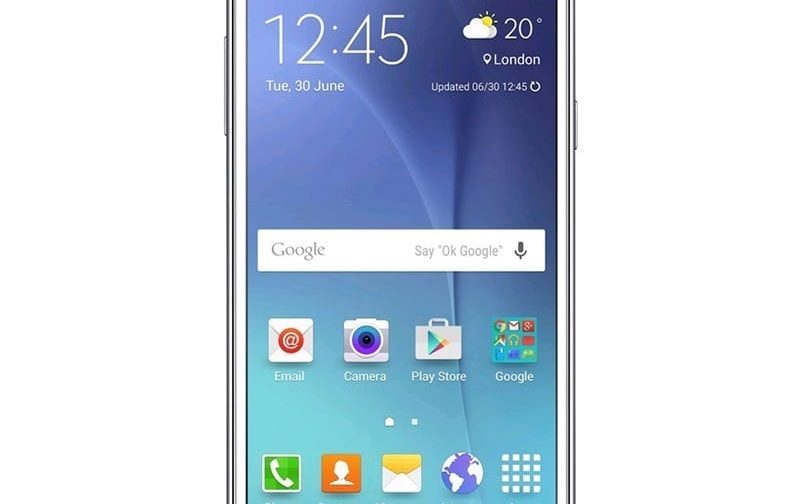 12:45
20°
London
Tue, 30 June
Updated 06/30 12:45
Google
Say "Ok Google"
Email
Camera
Play Store
Google